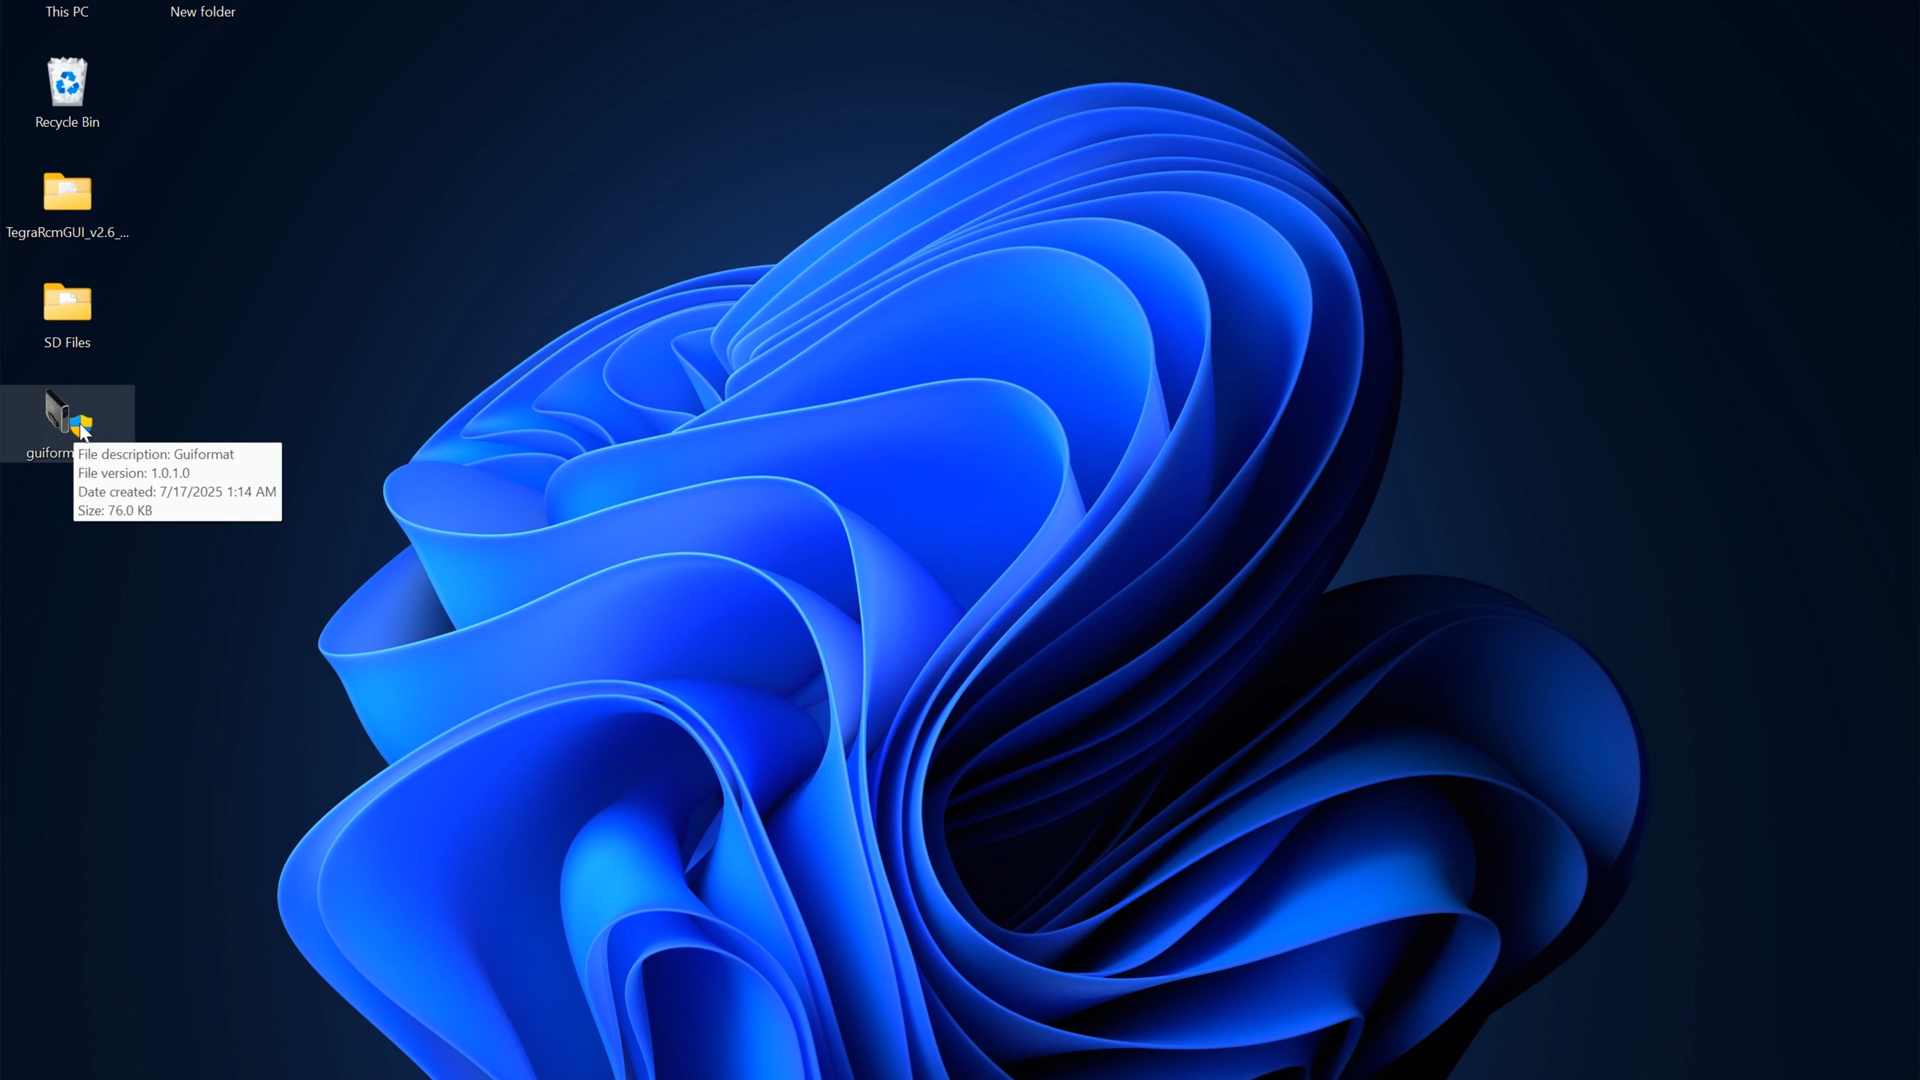 This PC
New folder
Recycle Bin
TegraRcmGUI_v2.6_...
SD Files
guiform
File description: Guiformat
File version: 1.0.1.0
Date created: 7/17/2025 1:14 AM
Size: 76.0 KB